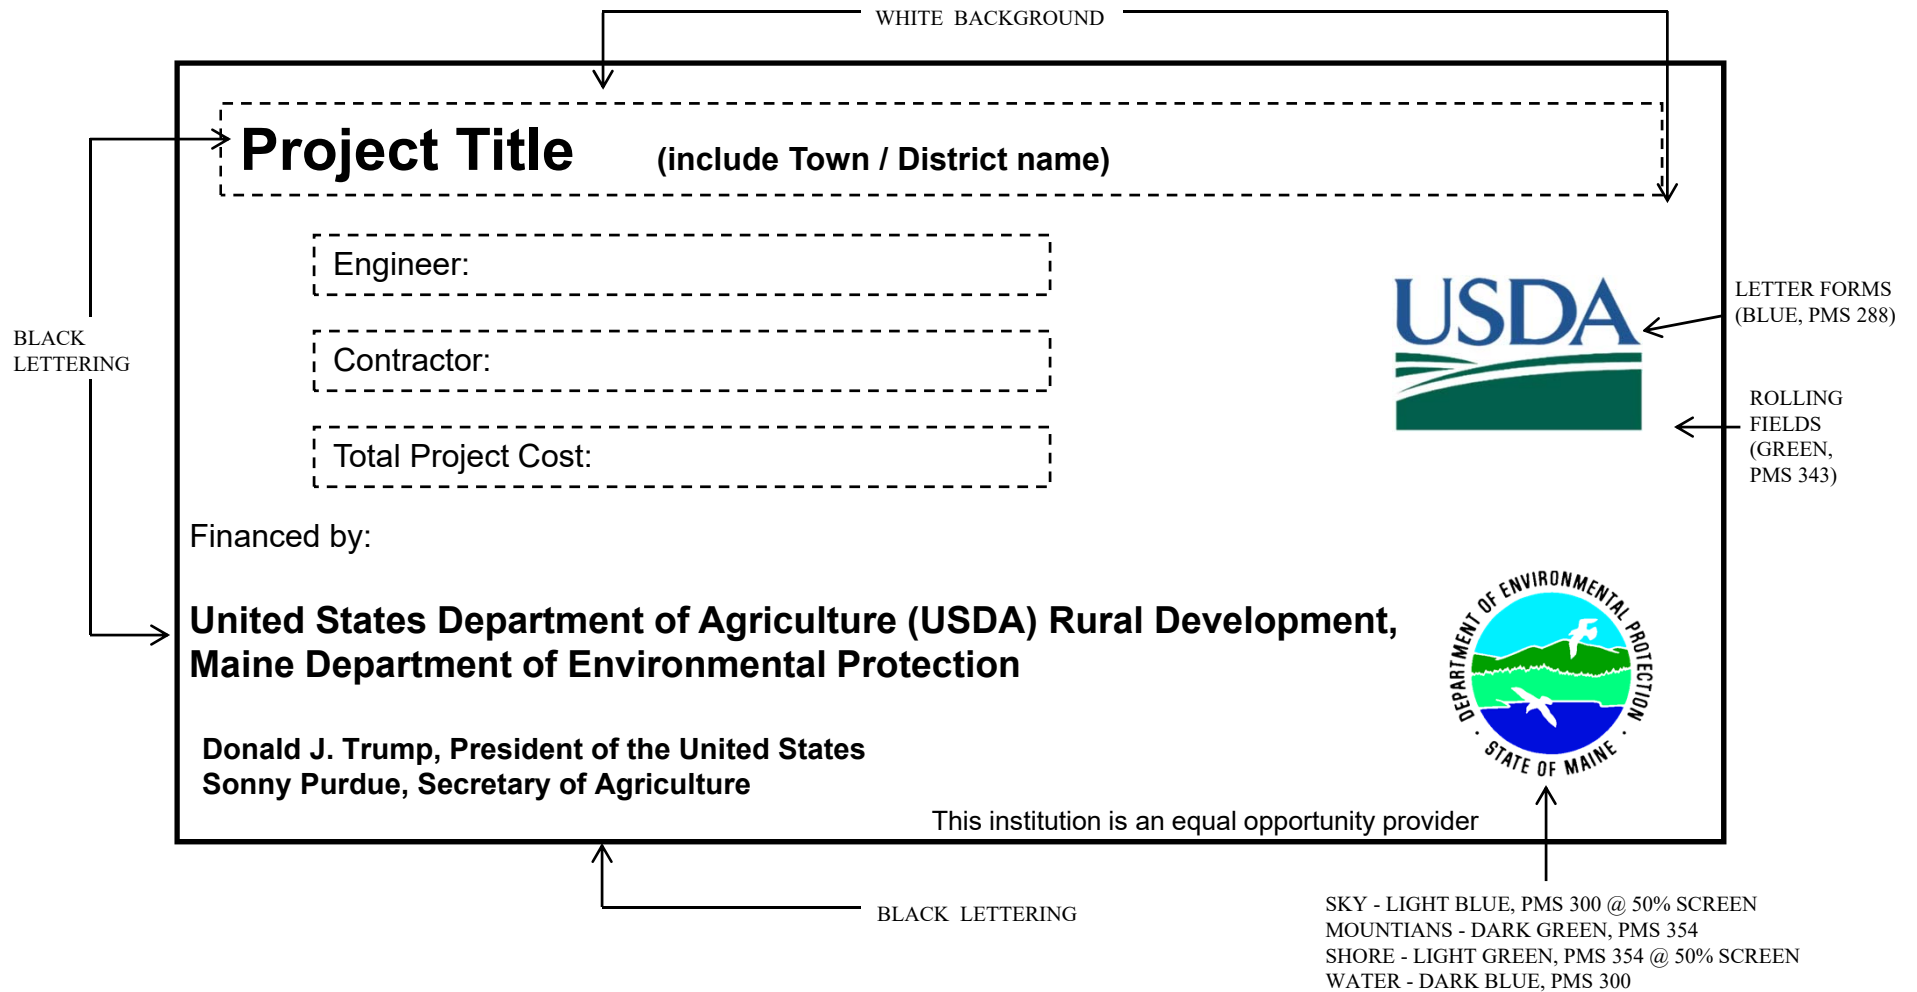 WHITE BACKGROUND
Project Title (include Town / District name)
Engineer:
Contractor:
Total Project Cost:
BLACK
LETTERING
USDA
LETTER FORMS
(BLUE, PMS 288)
ROLLING
FIELDS
(GREEN,
PMS 343)
Financed by:
United States Department of Agriculture (USDA) Rural Development,
Maine Department of Environmental Protection
DEPARTMENT OF ENVIRONMENTAL PROTECTION
· STATE OF MAINE ·
Donald J. Trump, President of the United States
Sonny Purdue, Secretary of Agriculture
This institution is an equal opportunity provider
BLACK LETTERING
SKY - LIGHT BLUE, PMS 300 @ 50% SCREEN
MOUNTIANS - DARK GREEN, PMS 354
SHORE - LIGHT GREEN, PMS 354 @ 50% SCREEN
WATER - DARK BLUE, PMS 300